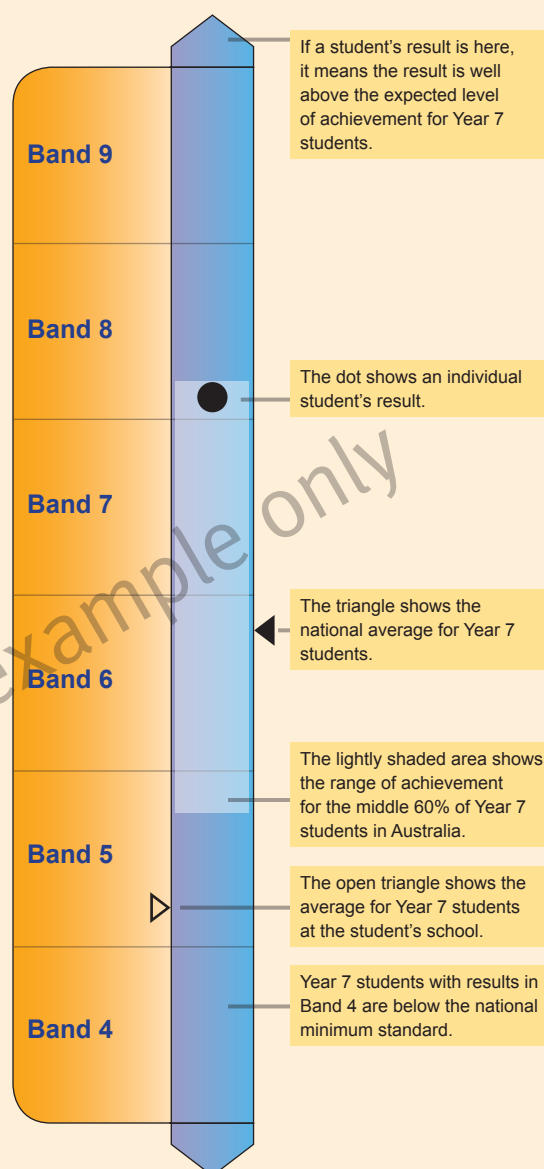 If a student’s result is here,
it means the result is well
above the expected level
of achievement for Year 7
students.
Band 9
Band 8
The dot shows an individual
student’s result.
Band 7
example only
The triangle shows the
national average for Year 7
students.
Band 6
The lightly shaded area shows
the range of achievement
for the middle 60% of Year 7
students in Australia.
Band 5
The open triangle shows the
average for Year 7 students
at the student’s school.
Year 7 students with results in
Band 4 are below the national
minimum standard.
Band 4